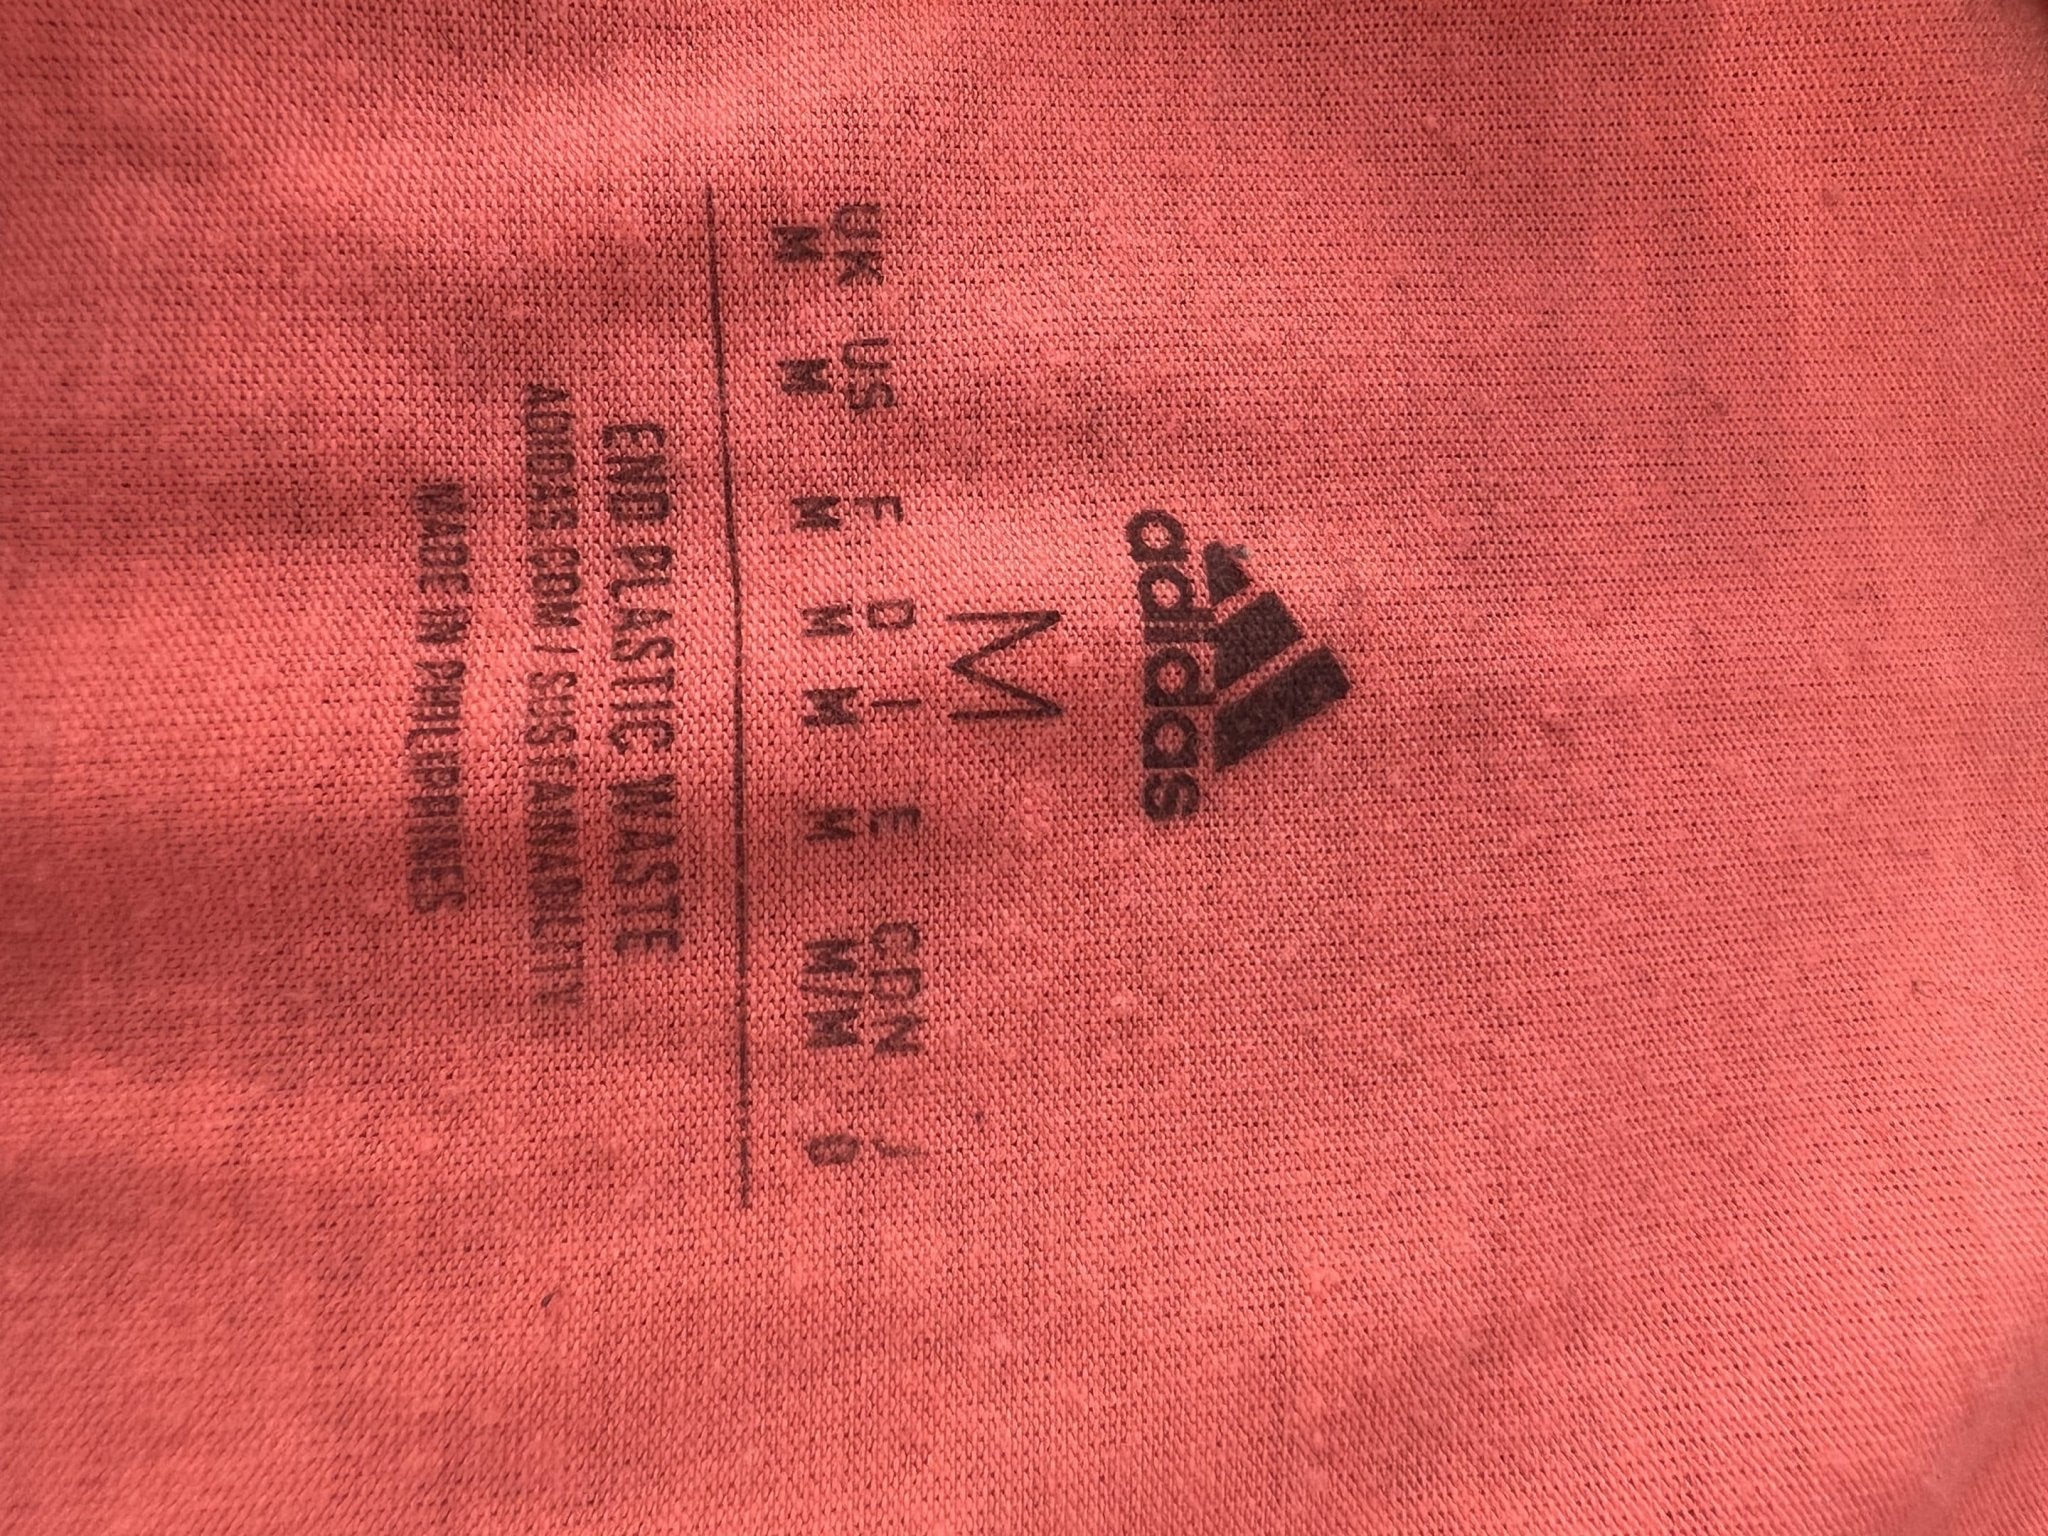 adidas
M
UK US F D I E CDN J
M M M M M M M/M O
END PLASTIC WASTE
ADIDAS.COM / SUSTAINABILITY
MADE IN PHILIPPINES